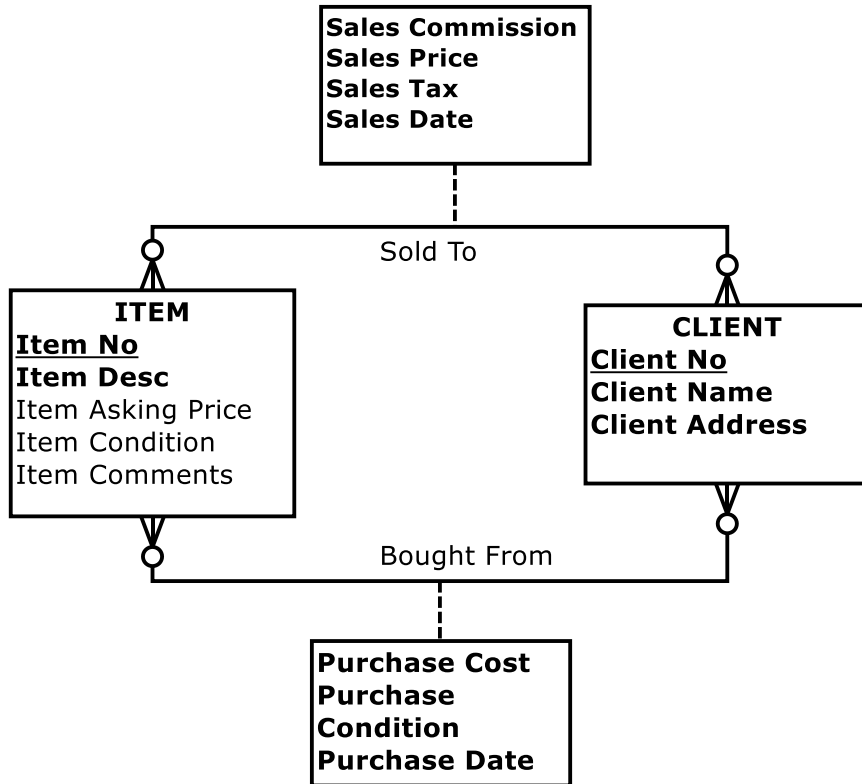 Sales Commission
Sales Price
Sales Tax
Sales Date
Sold To
ITEM
Item No
Item Desc
Item Asking Price
Item Condition
Item Comments
CLIENT
Client No
Client Name
Client Address
Bought From
Purchase Cost
Purchase
Condition
Purchase Date